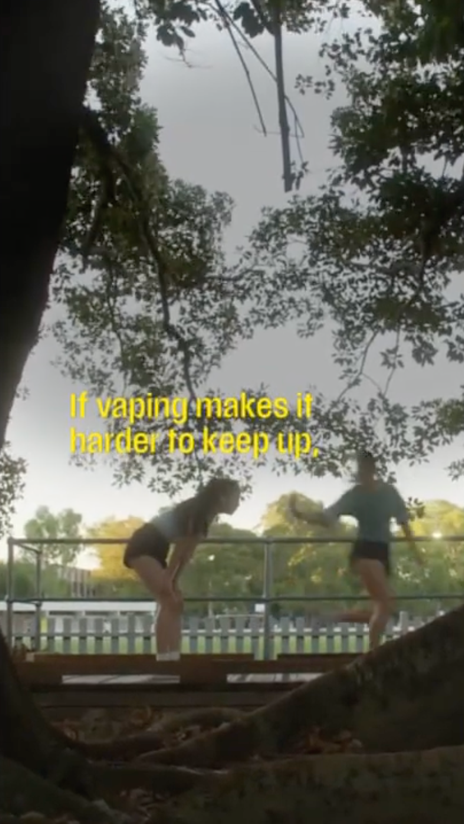 If vaping makes it
harder to keep up,